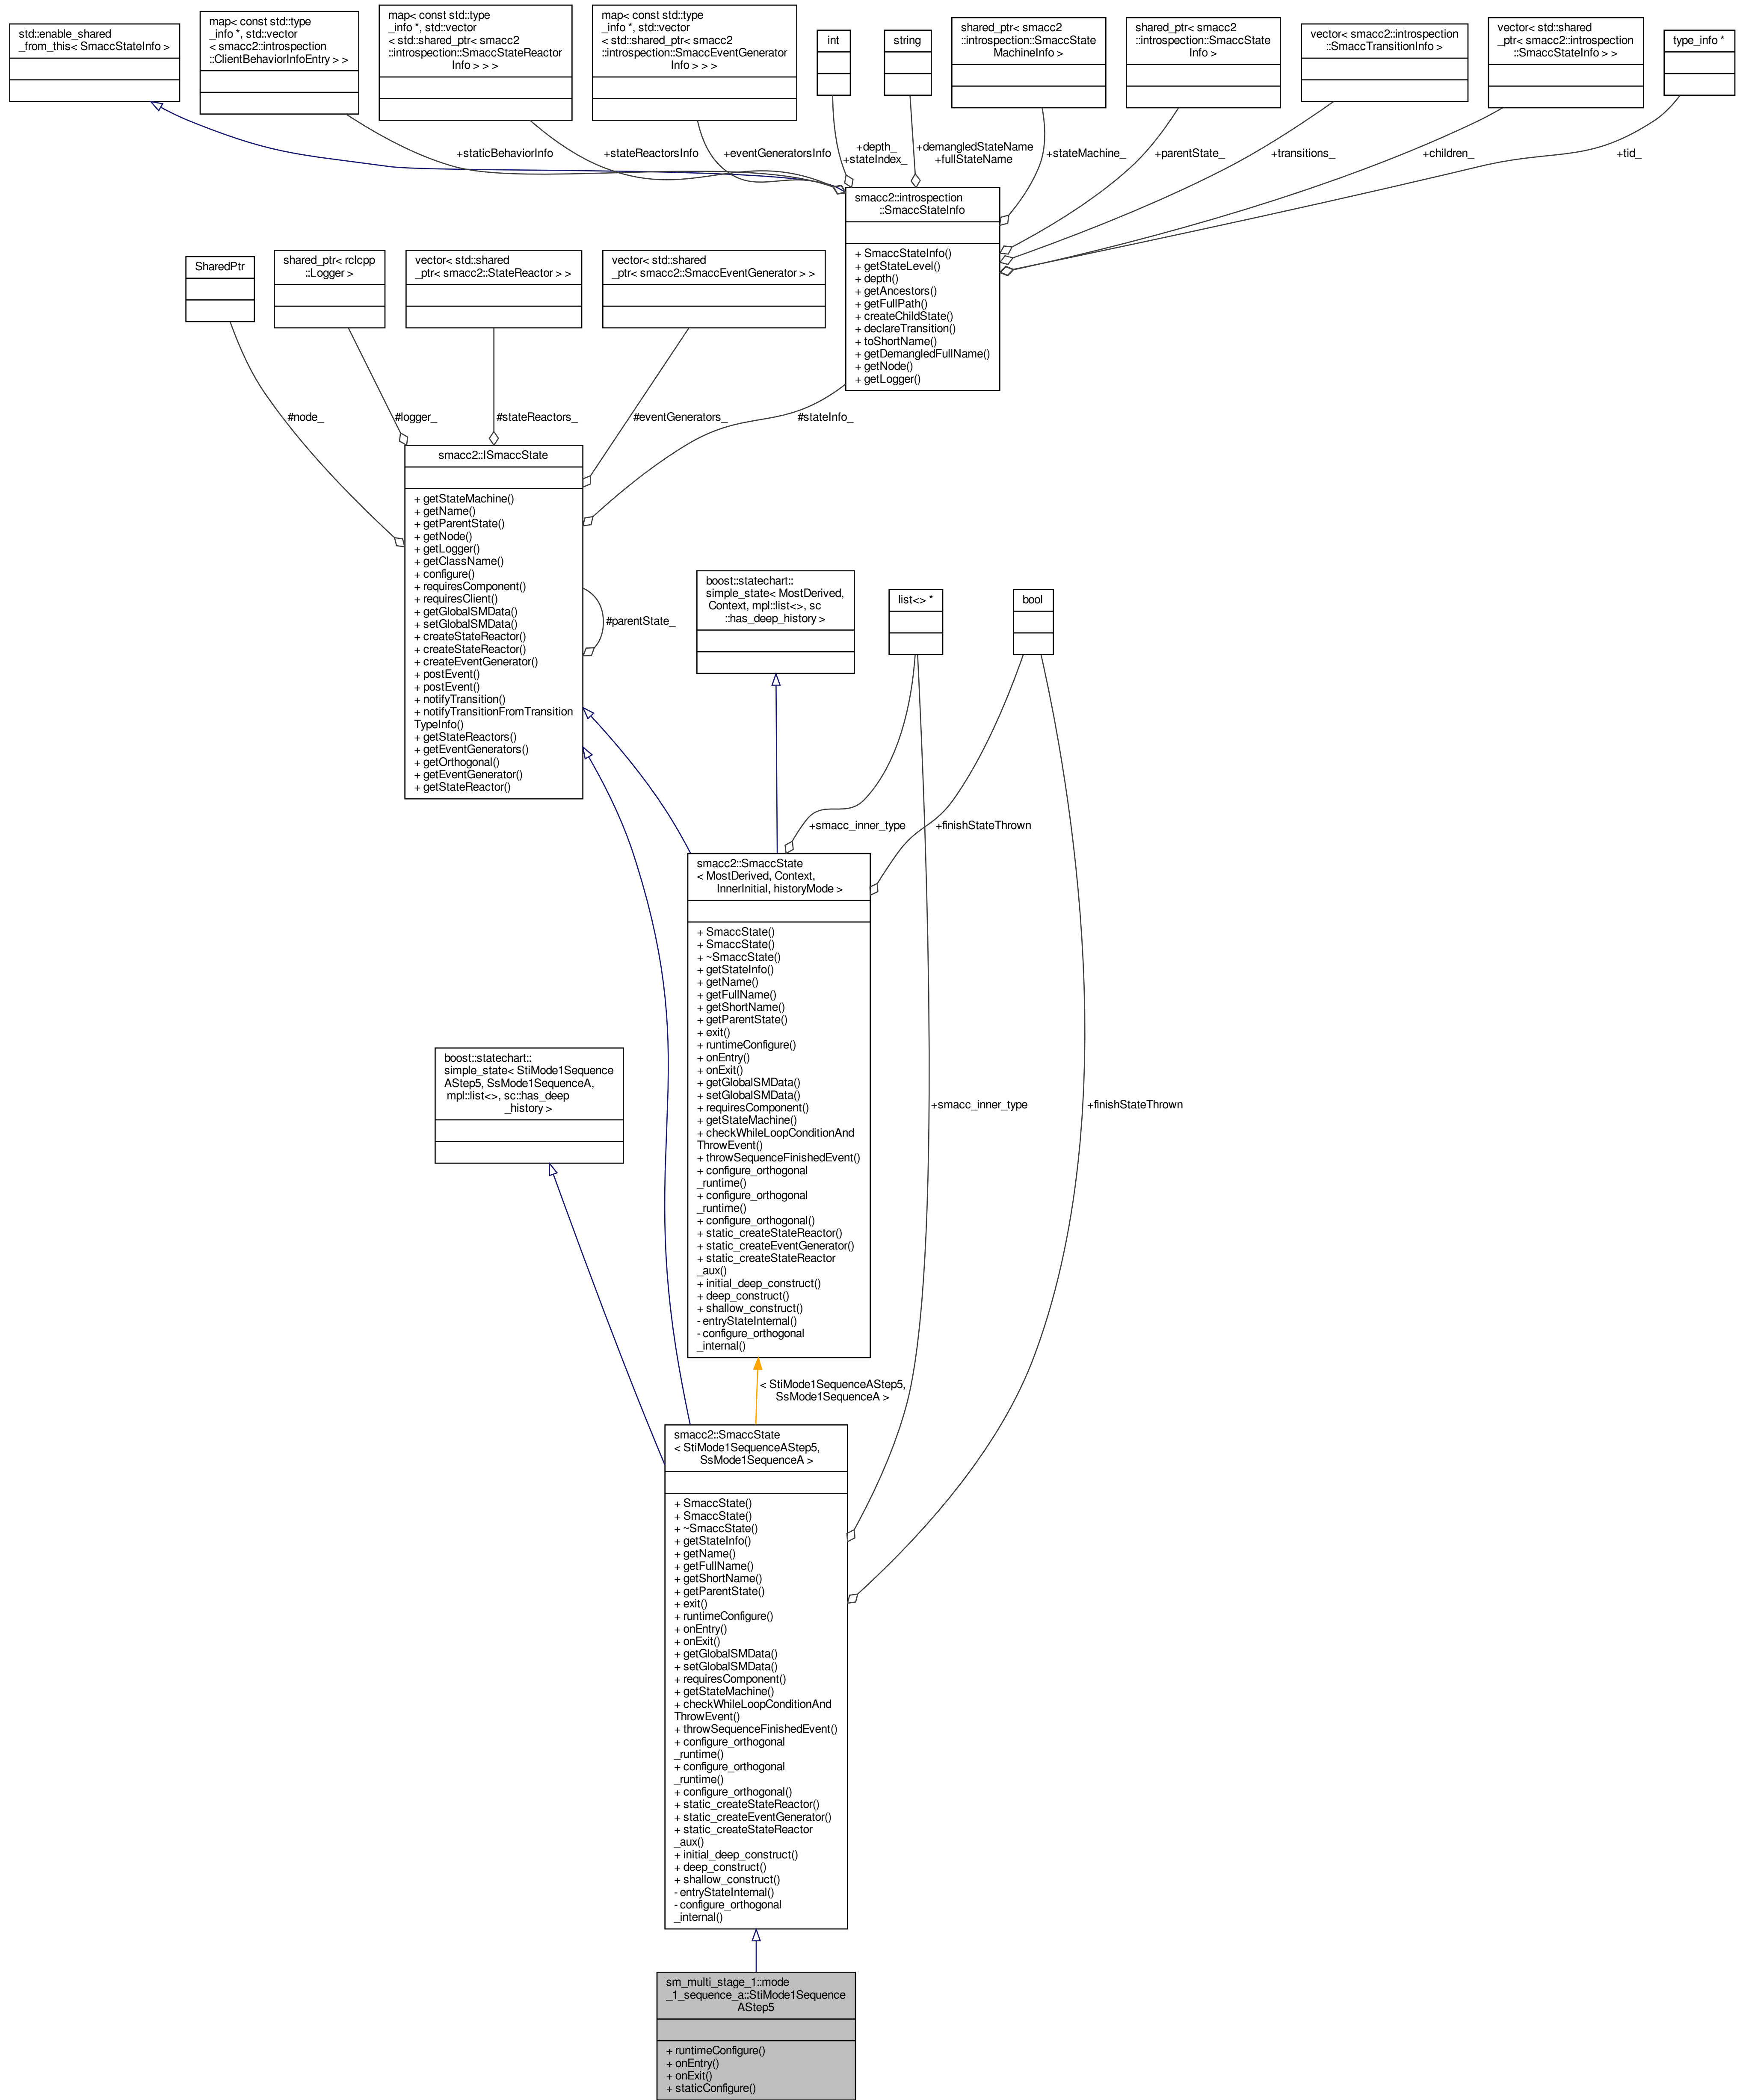 std::enable_shared
_from_this< SmaccStateInfo >
map< const std::type
_info *, std::vector
< smacc2::introspection
::ClientBehaviorInfoEntry > >
map< const std::type
_info *, std::vector
< std::shared_ptr< smacc2
::introspection::SmaccStateReactor
Info > > >
map< const std::type
_info *, std::vector
< std::shared_ptr< smacc2
::introspection::SmaccEventGenerator
Info > > >
int
string
shared_ptr< smacc2
::introspection::SmaccState
MachineInfo >
shared_ptr< smacc2
::introspection::SmaccState
Info >
vector< smacc2::introspection
::SmaccTransitionInfo >
vector< std::shared
_ptr< smacc2::introspection
::SmaccStateInfo > >
type_info *
+staticBehaviorInfo
+stateReactorsInfo
+eventGeneratorsInfo
+depth_
+stateIndex_
+demangledStateName
+fullStateName
+stateMachine_
+parentState_
+transitions_
+children_
+tid_
smacc2::introspection
::SmaccStateInfo
+ SmaccStateInfo()
+ getStateLevel()
+ depth()
+ getAncestors()
+ getFullPath()
+ createChildState()
+ declareTransition()
+ toShortName()
+ getDemangledFullName()
+ getNode()
+ getLogger()
SharedPtr
shared_ptr< rclcpp
::Logger >
vector< std::shared
_ptr< smacc2::StateReactor > >
vector< std::shared
_ptr< smacc2::SmaccEventGenerator > >
#node_
#logger_
#stateReactors_
#eventGenerators_
#stateInfo_
smacc2::ISmaccState
+ getStateMachine()
+ getName()
+ getParentState()
+ getNode()
+ getLogger()
+ getClassName()
+ configure()
+ requiresComponent()
+ requiresClient()
+ getGlobalSMData()
+ setGlobalSMData()
+ createStateReactor()
+ createStateReactor()
+ createEventGenerator()
+ postEvent()
+ postEvent()
+ notifyTransition()
+ notifyTransitionFromTransition
TypeInfo()
+ getStateReactors()
+ getEventGenerators()
+ getOrthogonal()
+ getEventGenerator()
+ getStateReactor()
#parentState_
boost::statechart::
simple_state< MostDerived,
Context, mpl::list<>, sc
::has_deep_history >
list<> *
bool
+smacc_inner_type
+finishStateThrown
smacc2::SmaccState
< MostDerived, Context,
InnerInitial, historyMode >
+ SmaccState()
+ SmaccState()
+ ~SmaccState()
+ getStateInfo()
+ getName()
+ getFullName()
+ getShortName()
+ getParentState()
+ exit()
+ runtimeConfigure()
+ onEntry()
+ onExit()
+ getGlobalSMData()
+ setGlobalSMData()
+ requiresComponent()
+ getStateMachine()
+ checkWhileLoopConditionAnd
ThrowEvent()
+ throwSequenceFinishedEvent()
+ configure_orthogonal
_runtime()
+ configure_orthogonal
_runtime()
+ configure_orthogonal()
+ static_createStateReactor()
+ static_createEventGenerator()
+ static_createStateReactor
_aux()
+ initial_deep_construct()
+ deep_construct()
+ shallow_construct()
- entryStateInternal()
- configure_orthogonal
_internal()
boost::statechart::
simple_state< StiMode1Sequence
AStep5, SsMode1SequenceA,
mpl::list<>, sc::has_deep
_history >
+smacc_inner_type
+finishStateThrown
< StiMode1SequenceAStep5,
SsMode1SequenceA >
smacc2::SmaccState
< StiMode1SequenceAStep5,
SsMode1SequenceA >
+ SmaccState()
+ SmaccState()
+ ~SmaccState()
+ getStateInfo()
+ getName()
+ getFullName()
+ getShortName()
+ getParentState()
+ exit()
+ runtimeConfigure()
+ onEntry()
+ onExit()
+ getGlobalSMData()
+ setGlobalSMData()
+ requiresComponent()
+ getStateMachine()
+ checkWhileLoopConditionAnd
ThrowEvent()
+ throwSequenceFinishedEvent()
+ configure_orthogonal
_runtime()
+ configure_orthogonal
_runtime()
+ configure_orthogonal()
+ static_createStateReactor()
+ static_createEventGenerator()
+ static_createStateReactor
_aux()
+ initial_deep_construct()
+ deep_construct()
+ shallow_construct()
- entryStateInternal()
- configure_orthogonal
_internal()
sm_multi_stage_1::mode
_1_sequence_a::StiMode1Sequence
AStep5
+ runtimeConfigure()
+ onEntry()
+ onExit()
+ staticConfigure()